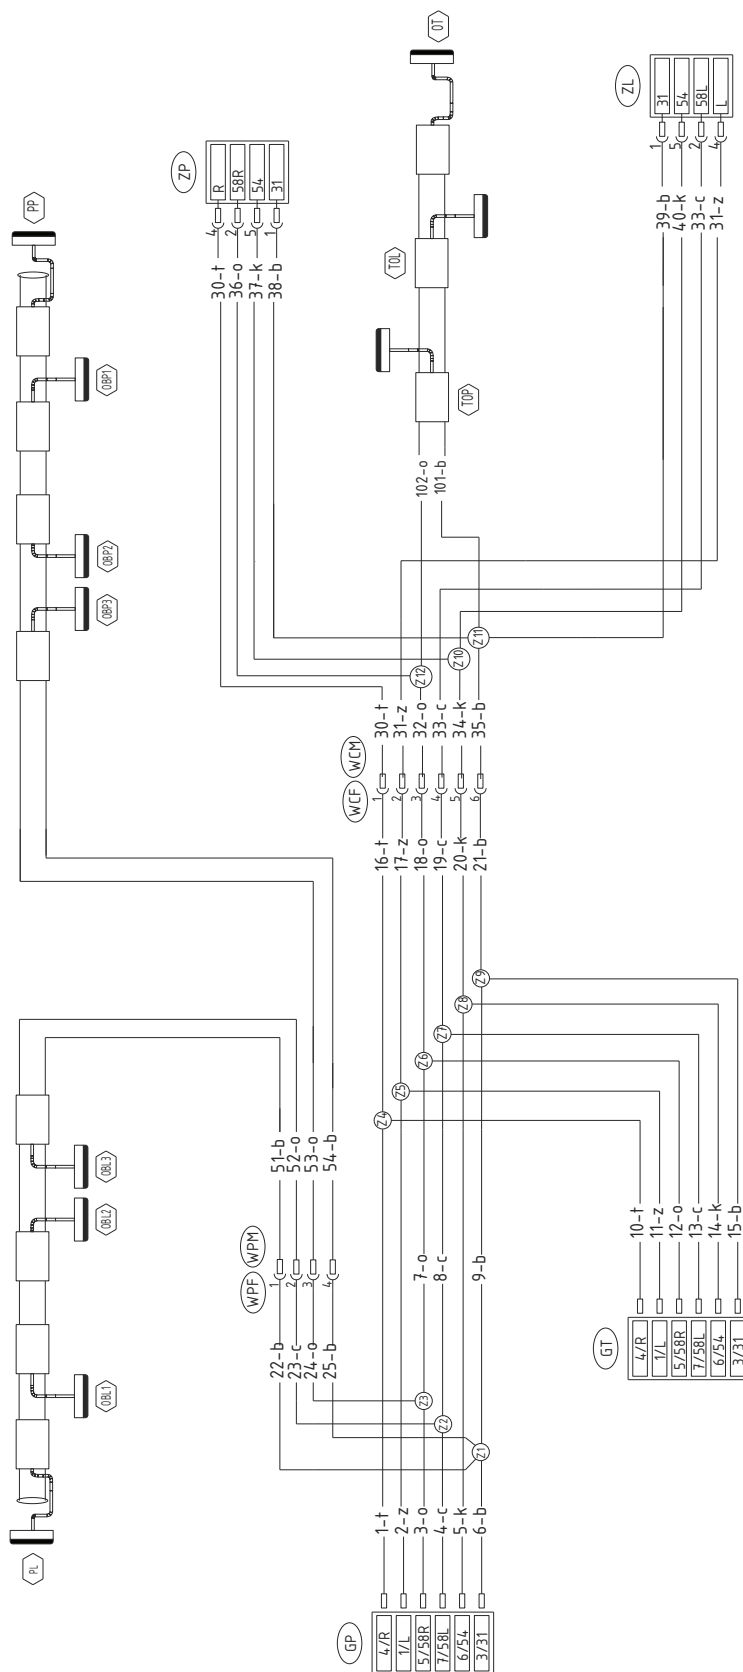 OT
ZL
31
54
58L
L
1
5
2
4
39-b
40-k
33-c
31-z
ZP
R
58R
54
31
4
2
5
1
30-t
36-o
37-k
38-b
PP
OBP1
OBP2
OBP3
TOL
TOP
102-o
101-b
Z11
Z10
Z12
30-t
31-z
32-o
33-c
34-k
35-b
WCM
WCF
1
2
3
4
5
6
16-t
17-z
18-o
19-c
20-k
21-b
Z9
Z8
Z7
Z6
Z5
Z4
OBL3
OBL2
OBL1
PL
51-b
52-o
53-o
54-b
WPM
WPF
1
2
3
4
22-b
23-c
24-o
25-b
7-o
8-c
9-b
10-t
11-z
12-o
13-c
14-k
15-b
GT
4/R
1/L
5/58R
7/58L
6/54
3/31
Z3
Z2
Z1
1-t
2-z
3-o
4-c
5-k
6-b
GP
4/R
1/L
5/58R
7/58L
6/54
3/31